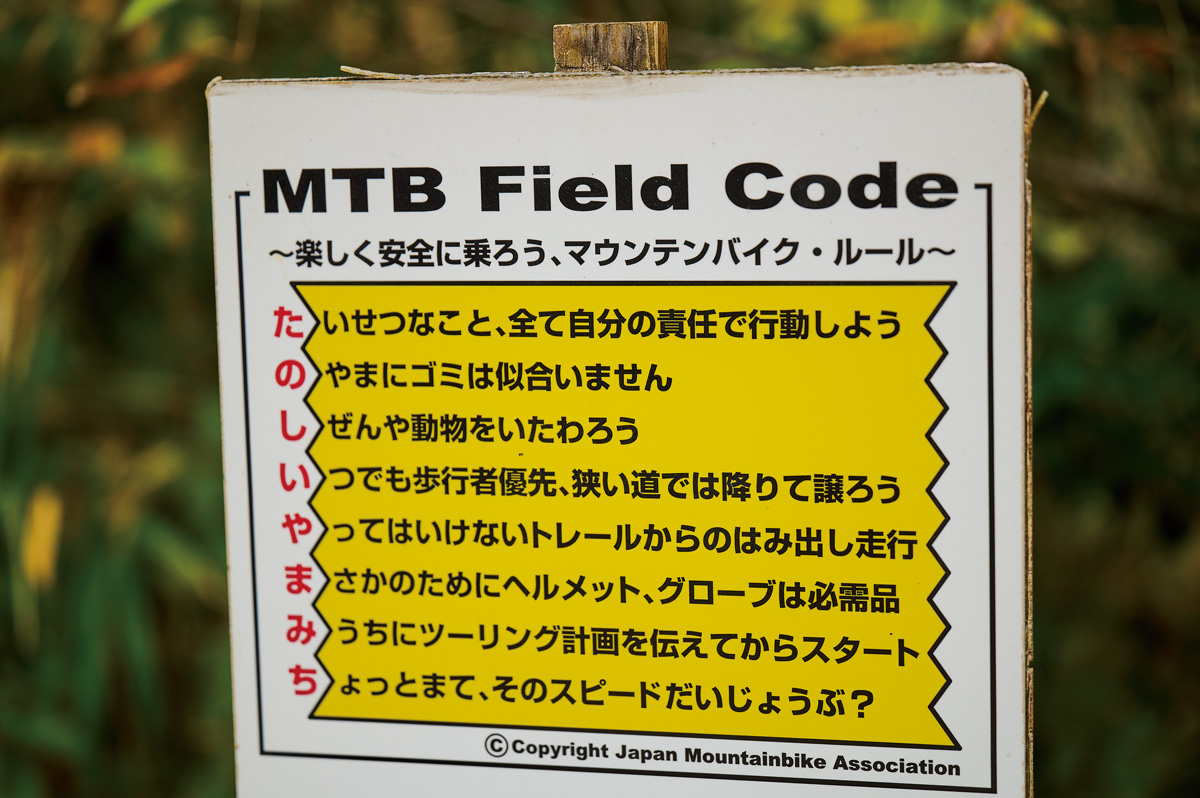 MTB Field Code
～楽しく安全に乗ろう、マウンテンバイク・ルール～
たいせつなこと、全て自分の責任で行動しよう
のやまにゴミは似合いません
しぜんや動物をいたわろう
いつでも歩行者優先、狭い道では降りて譲ろう
やってはいけないトレールからのはみ出し走行
まさかのためにヘルメット、グローブは必需品
みうちにツーリング計画を伝えてからスタート
ちょっとまて、そのスピードだいじょうぶ？
©Copyright Japan Mountainbike Association